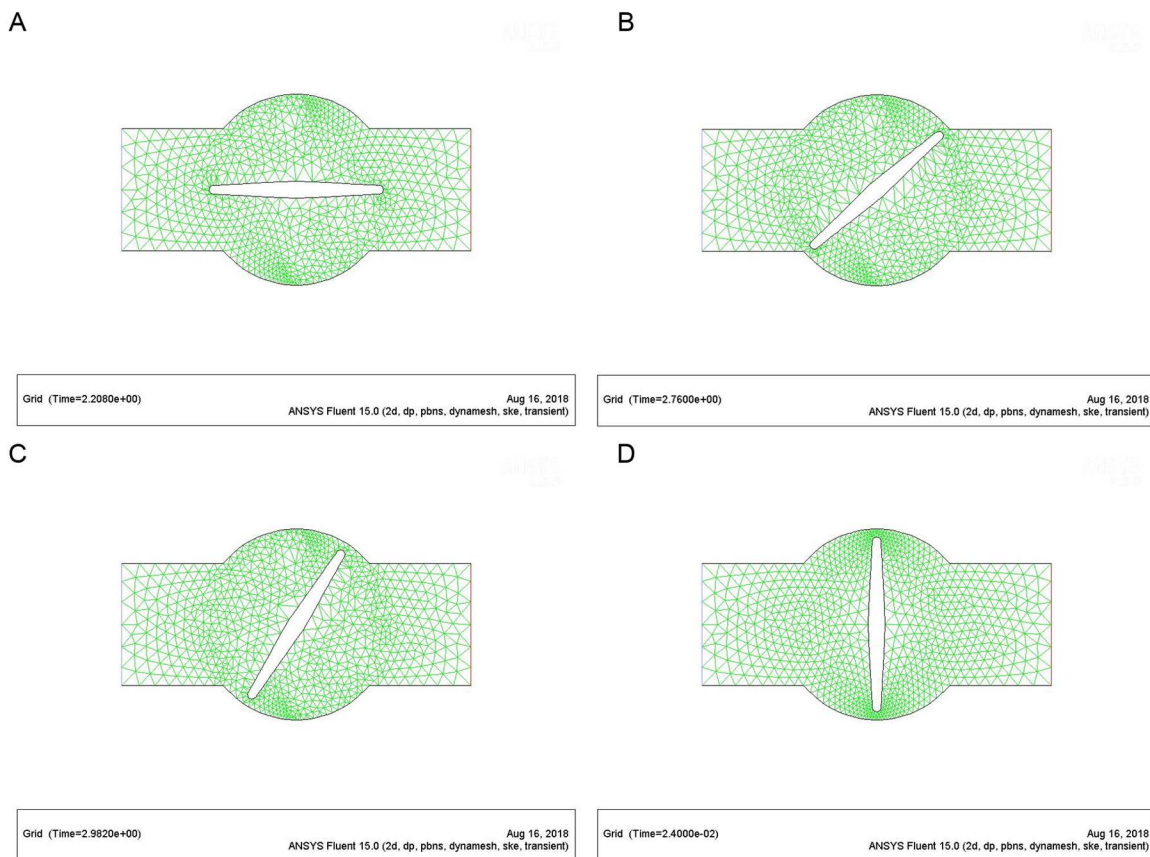 A
B
Grid (Time=2.2080e+00)
Aug 16, 2018
ANSYS Fluent 15.0 (2d, dp, pbns, dynamesh, ske, transient)
Grid (Time=2.7600e+00)
Aug 16, 2018
ANSYS Fluent 15.0 (2d, dp, pbns, dynamesh, ske, transient)
C
D
Grid (Time=2.9820e+00)
Aug 16, 2018
ANSYS Fluent 15.0 (2d, dp, pbns, dynamesh, ske, transient)
Grid (Time=2.4000e-02)
Aug 16, 2018
ANSYS Fluent 15.0 (2d, dp, pbns, dynamesh, ske, transient)